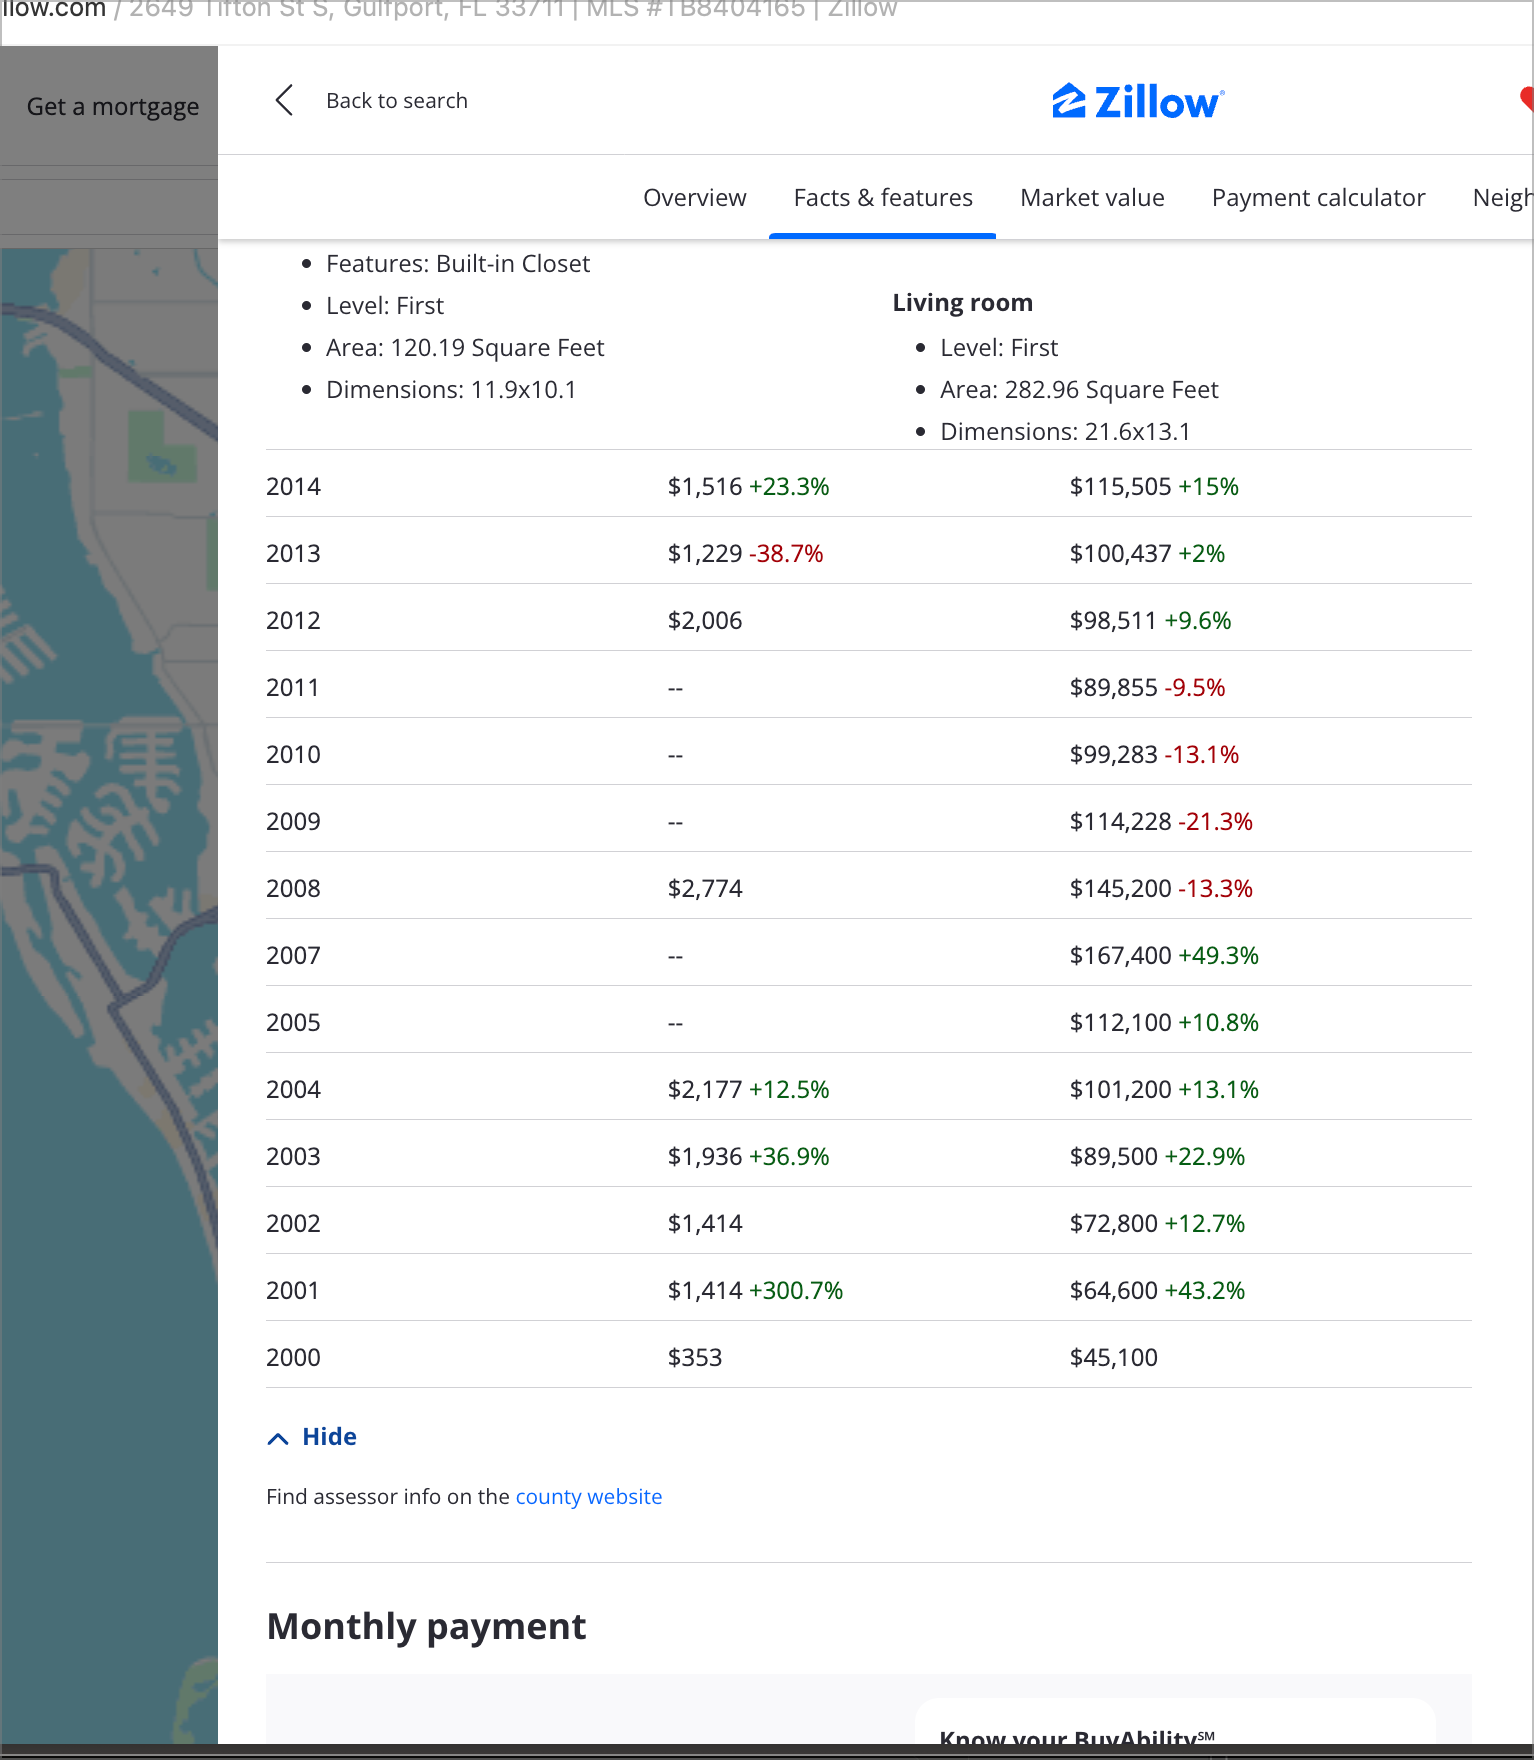 llow.com / 2649 Tifton St S, Gulfport, FL 33711 | MLS #TB8404165 | Zillow
Get a mortgage
Back to search
Zillow
Overview
Facts & features
Market value
Payment calculator
Neigh
• Features: Built-in Closet
• Level: First
• Area: 120.19 Square Feet
• Dimensions: 11.9x10.1
Living room
• Level: First
• Area: 282.96 Square Feet
• Dimensions: 21.6x13.1
2014 $1,516 +23.3% $115,505 +15%
2013 $1,229 -38.7% $100,437 +2%
2012 $2,006 $98,511 +9.6%
2011 -- $89,855 -9.5%
2010 -- $99,283 -13.1%
2009 -- $114,228 -21.3%
2008 $2,774 $145,200 -13.3%
2007 -- $167,400 +49.3%
2005 -- $112,100 +10.8%
2004 $2,177 +12.5% $101,200 +13.1%
2003 $1,936 +36.9% $89,500 +22.9%
2002 $1,414 $72,800 +12.7%
2001 $1,414 +300.7% $64,600 +43.2%
2000 $353 $45,100
Hide
Find assessor info on the county website
Monthly payment
Know your BuyAbility℠